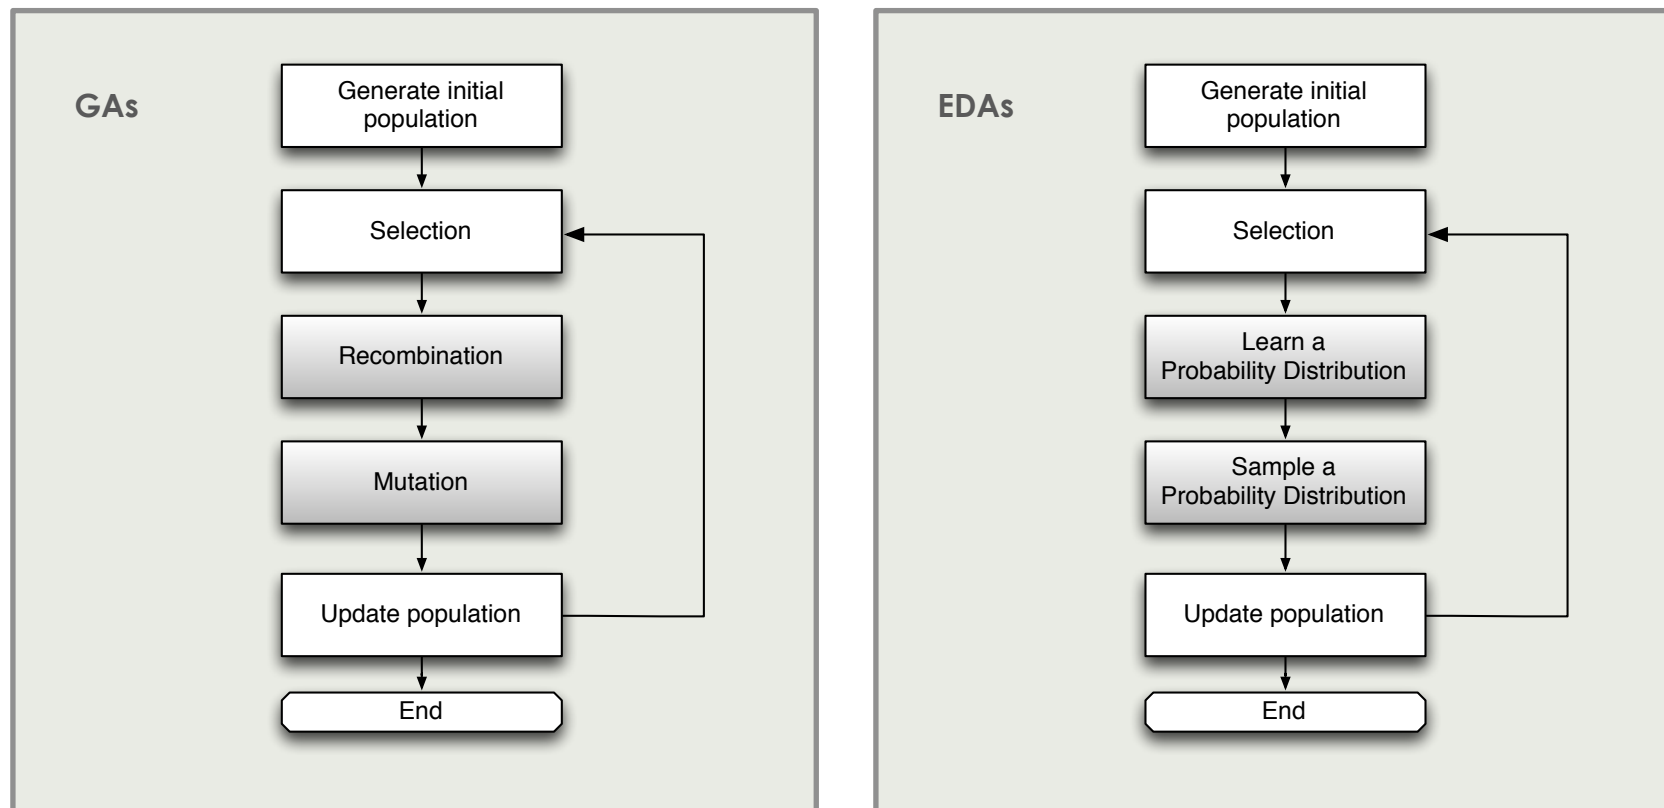 GAs
Generate initial
population
Selection
Recombination
Mutation
Update population
End
EDAs
Generate initial
population
Selection
Learn a
Probability Distribution
Sample a
Probability Distribution
Update population
End